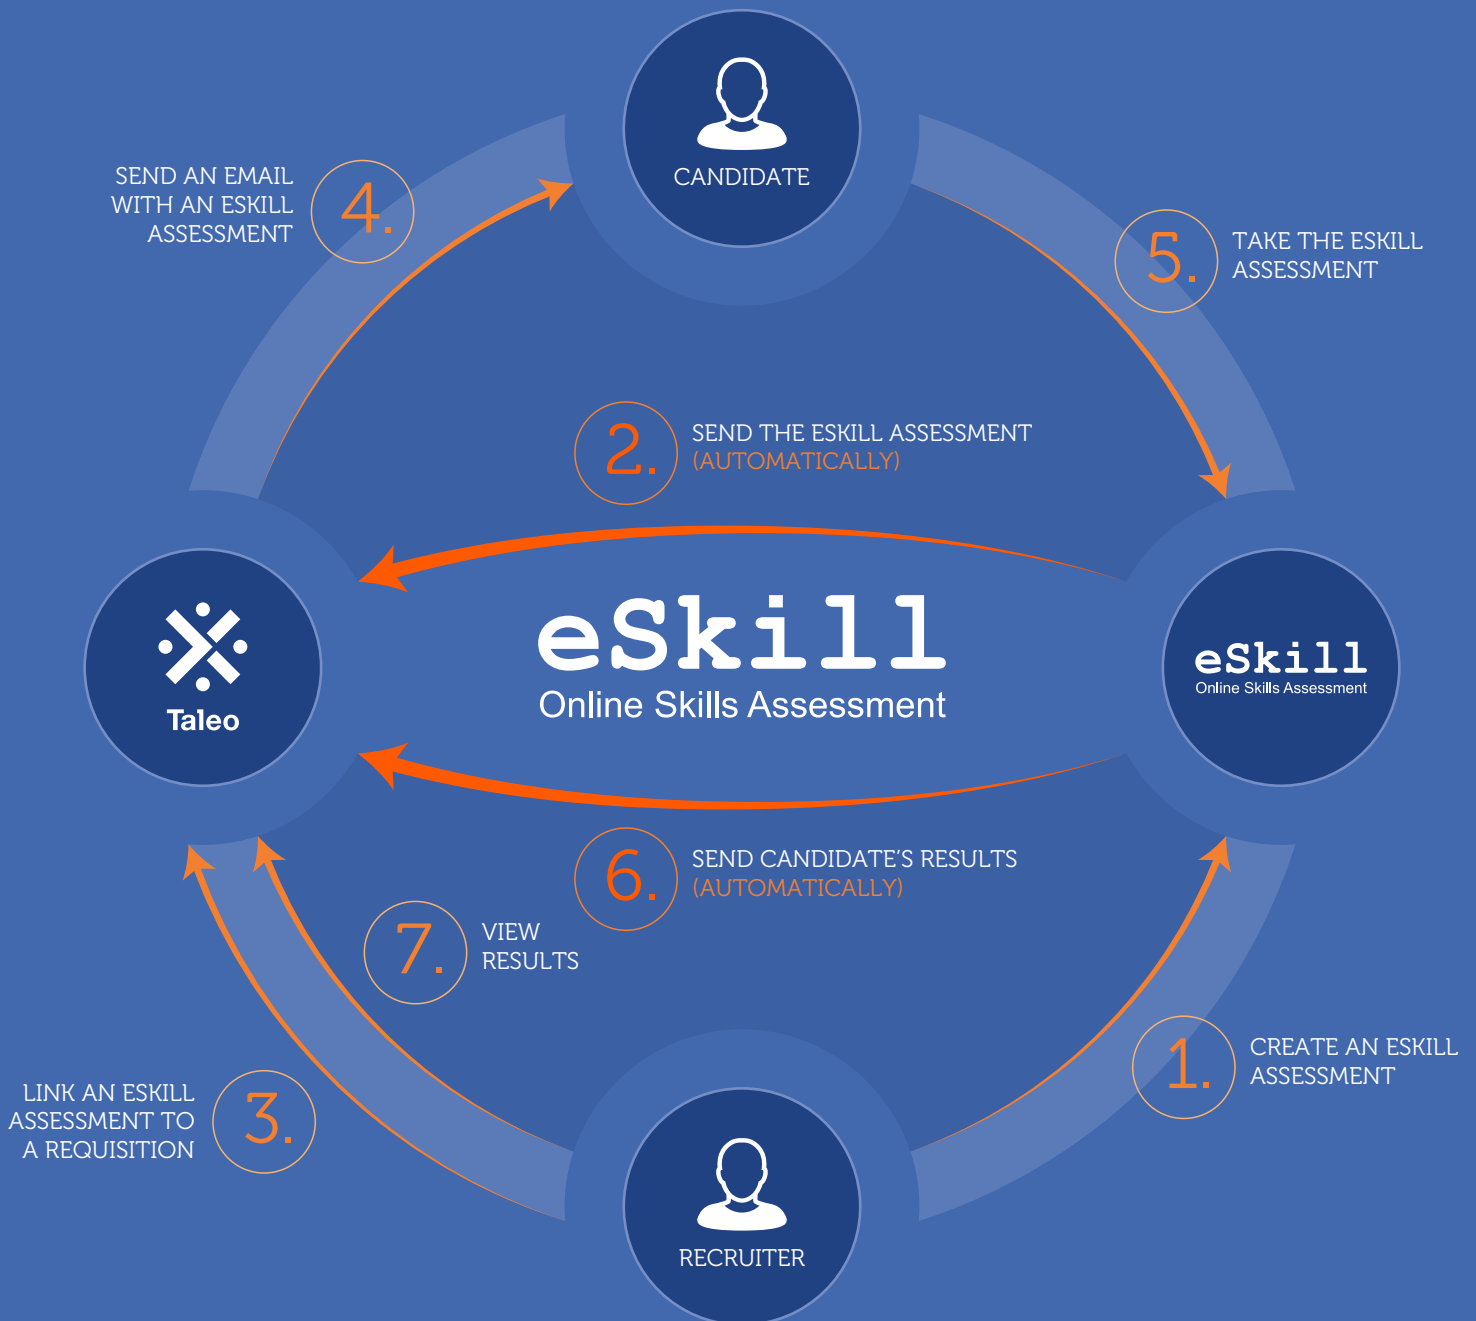 CANDIDATE
SEND AN EMAIL
WITH AN ESKILL
ASSESSMENT
4.
5.
TAKE THE ESKILL
ASSESSMENT
2.
SEND THE ESKILL ASSESSMENT
(AUTOMATICALLY)
Taleo
eSkill
Online Skills Assessment
eSkill
Online Skills Assessment
6.
SEND CANDIDATE'S RESULTS
(AUTOMATICALLY)
7.
VIEW
RESULTS
1.
CREATE AN ESKILL
ASSESSMENT
LINK AN ESKILL
ASSESSMENT TO
A REQUISITION
3.
RECRUITER